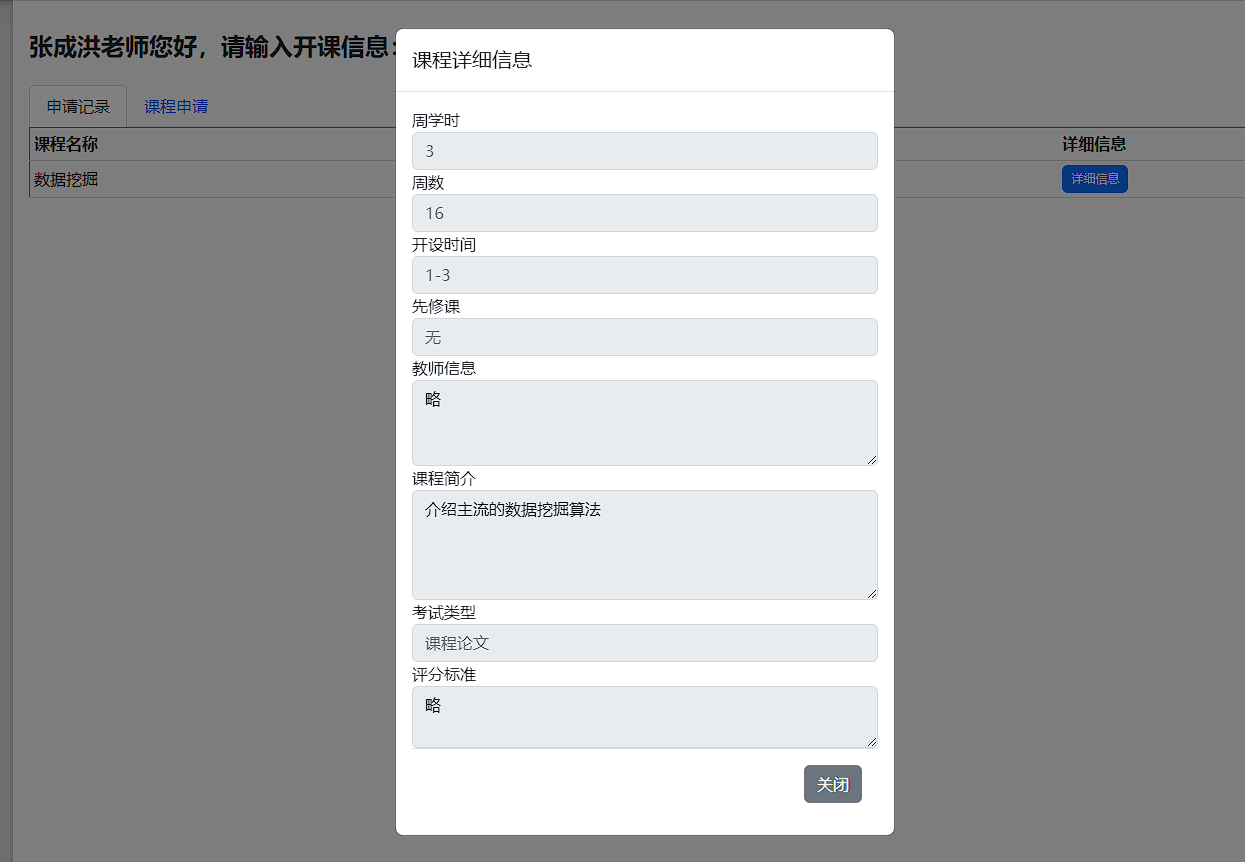 张成洪老师您好，请输入开课信息：
申请记录
课程申请
课程名称
详细信息
数据挖掘
详细信息
课程详细信息
周学时
3
周数
16
开设时间
1-3
先修课
无
教师信息
略
课程简介
介绍主流的数据挖掘算法
考试类型
课程论文
评分标准
略
关闭